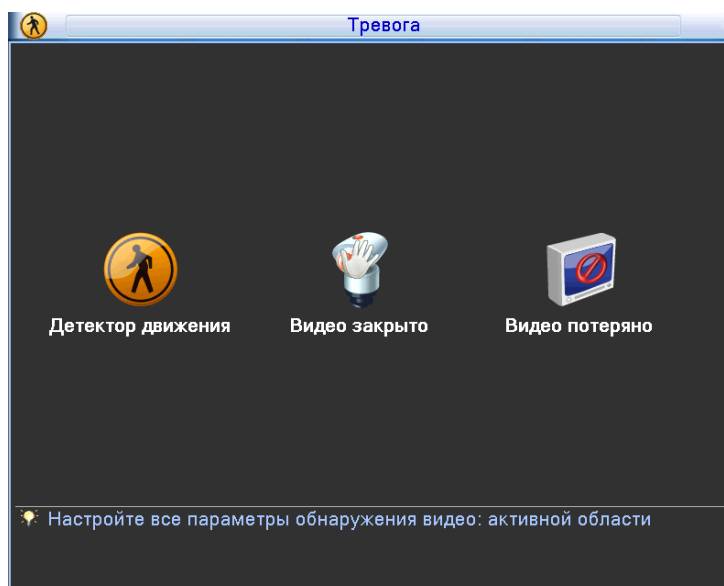 Тревога
Детектор движения
Видео закрыто
Видео потеряно
Настройте все параметры обнаружения видео: активной области